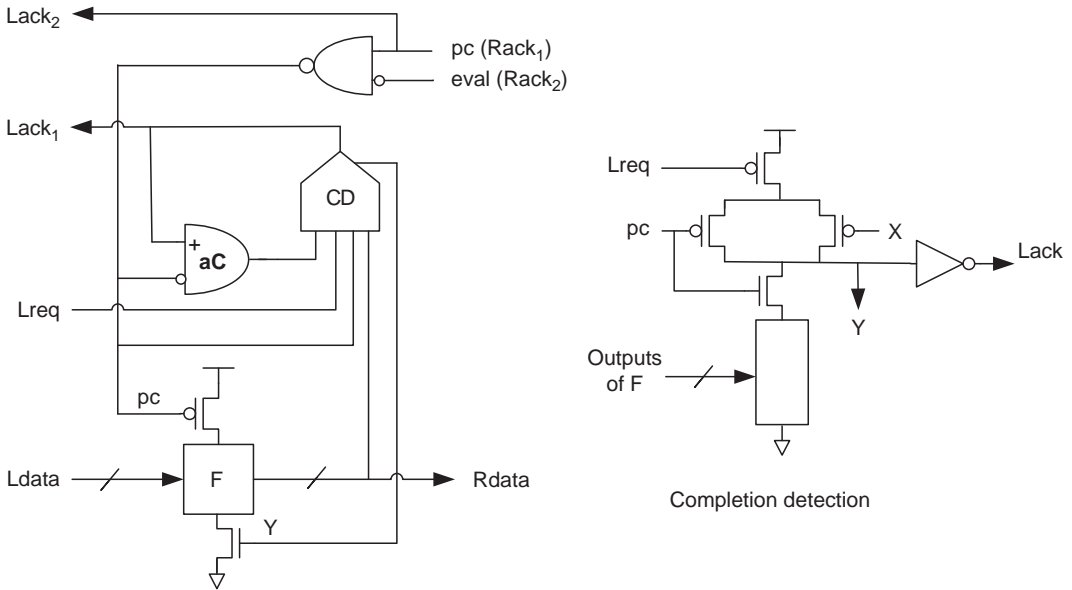 Lack2
pc (Rack1)
eval (Rack2)
Lack1
CD
+
aC
Lreq
pc
Ldata
F
Rdata
Y
Lreq
pc
X
Lack
Y
Outputs
of F
Completion detection